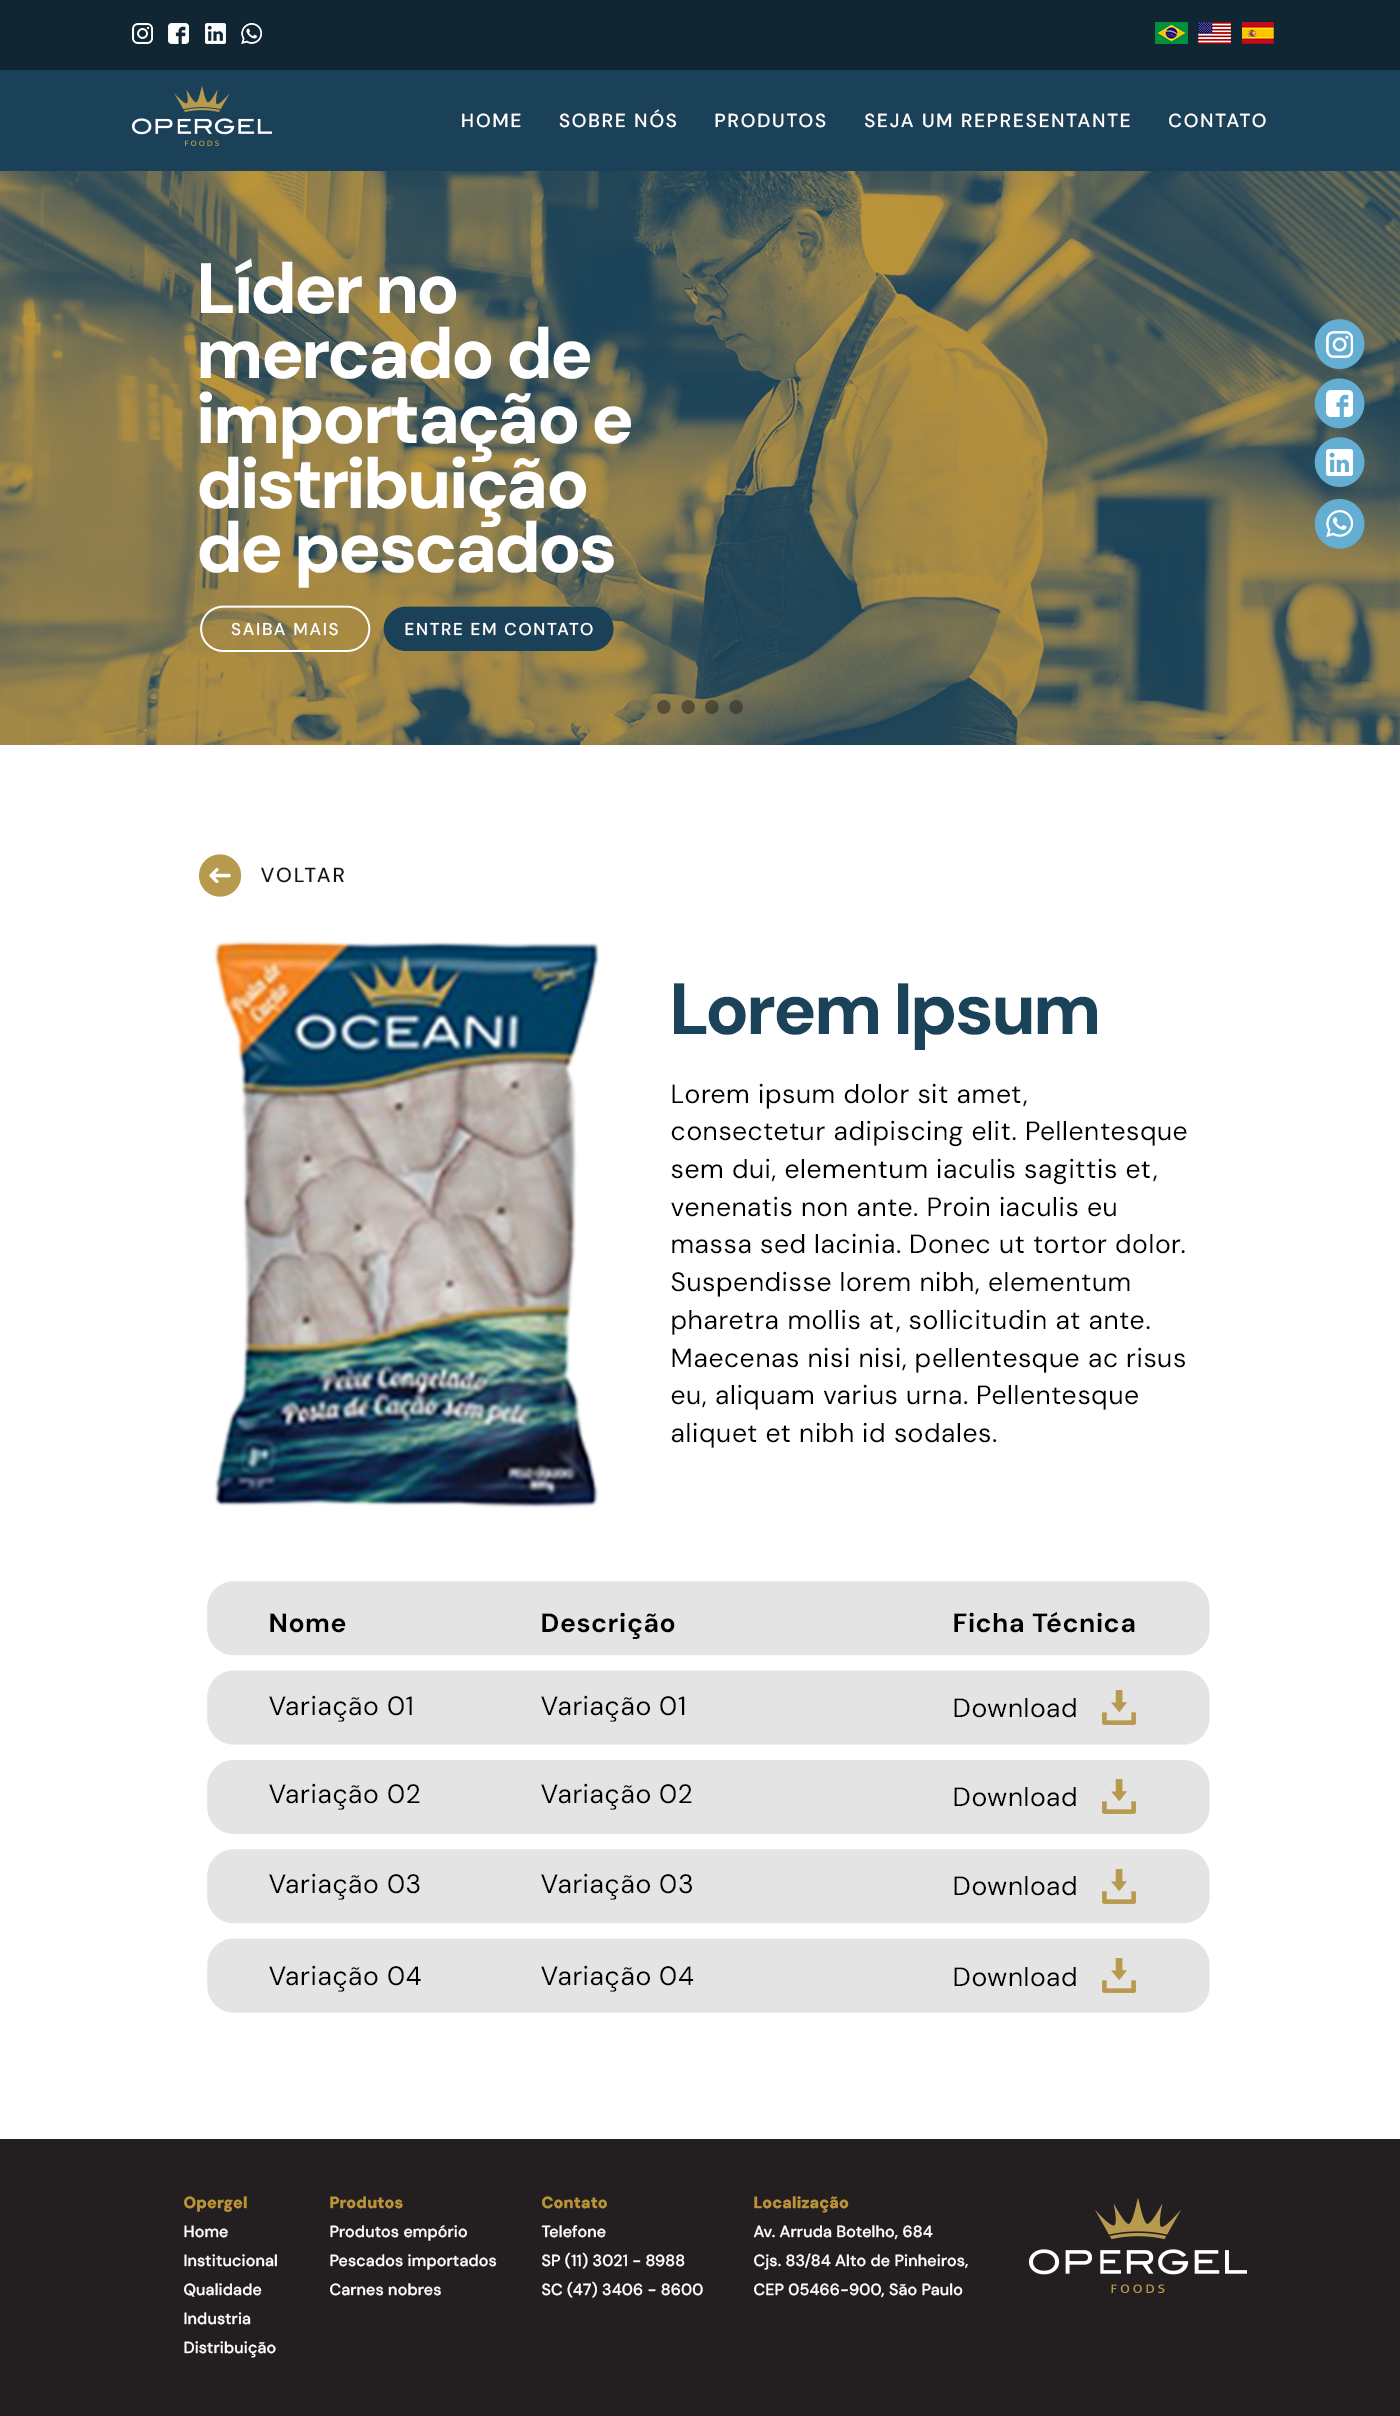 OPERGEL
FOODS
HOME SOBRE NÓS PRODUTOS SEJA UM REPRESENTANTE CONTATO
Líder no
mercado de
importação e
distribuição
de pescados
SAIBA MAIS ENTRE EM CONTATO
VOLTAR
Posta de
Cação
OCEANI
Peixe Congelado
Posta de Cação sem pele
PESO LÍQUIDO
Lorem Ipsum
Lorem ipsum dolor sit amet,
consectetur adipiscing elit. Pellentesque
sem dui, elementum iaculis sagittis et,
venenatis non ante. Proin iaculis eu
massa sed lacinia. Donec ut tortor dolor.
Suspendisse lorem nibh, elementum
pharetra mollis at, sollicitudin at ante.
Maecenas nisi nisi, pellentesque ac risus
eu, aliquam varius urna. Pellentesque
aliquet et nibh id sodales.
Nome Descrição Ficha Técnica
Variação 01 Variação 01 Download
Variação 02 Variação 02 Download
Variação 03 Variação 03 Download
Variação 04 Variação 04 Download
Opergel
Home
Institucional
Qualidade
Industria
Distribuição
Produtos
Produtos empório
Pescados importados
Carnes nobres
Contato
Telefone
SP (11) 3021 - 8988
SC (47) 3406 - 8600
Localização
Av. Arruda Botelho, 684
Cjs. 83/84 Alto de Pinheiros,
CEP 05466-900, São Paulo
OPERGEL
FOODS